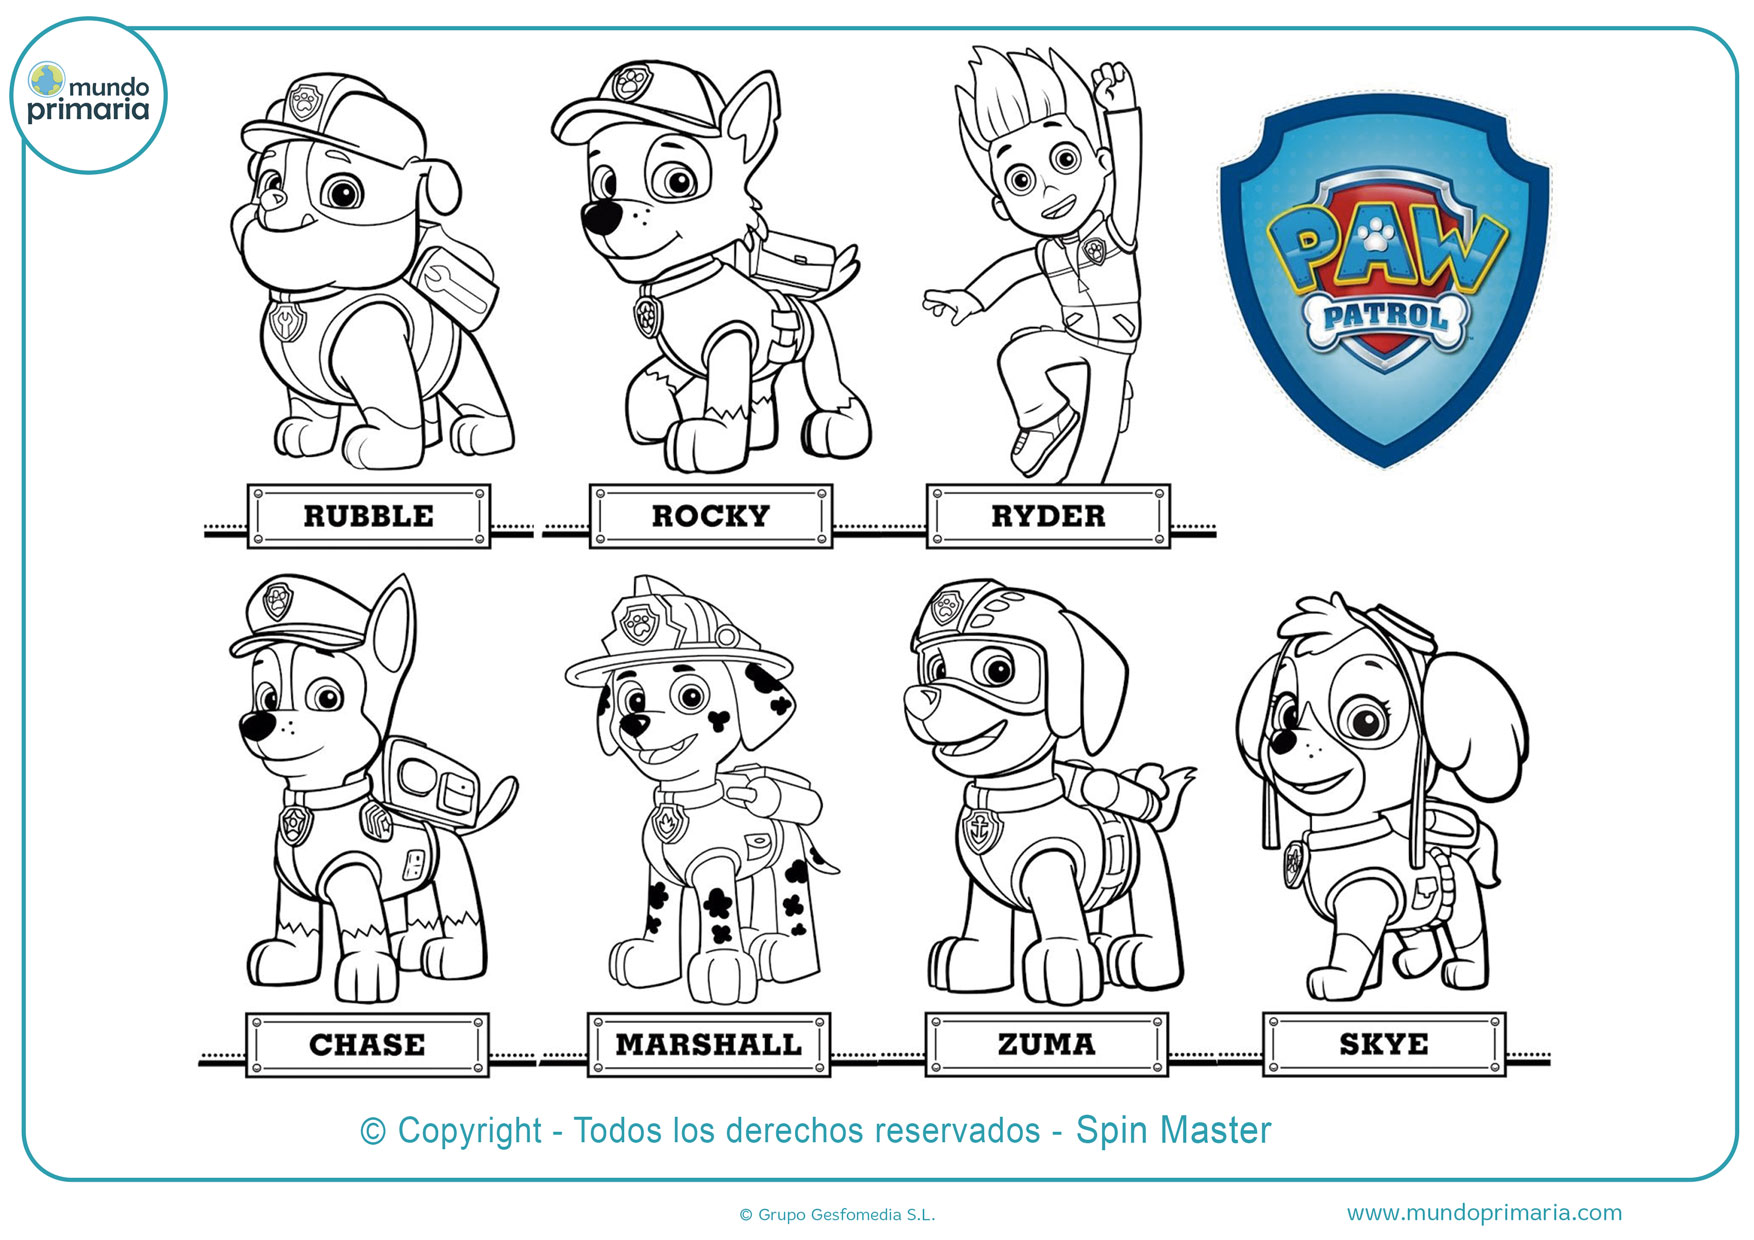 mundo
primaria
PAW
PATROL
RUBBLE
ROCKY
RYDER
CHASE
MARSHALL
ZUMA
SKYE
© Copyright - Todos los derechos reservados - Spin Master
© Grupo Gesfomedia S.L.
www.mundoprimaria.com